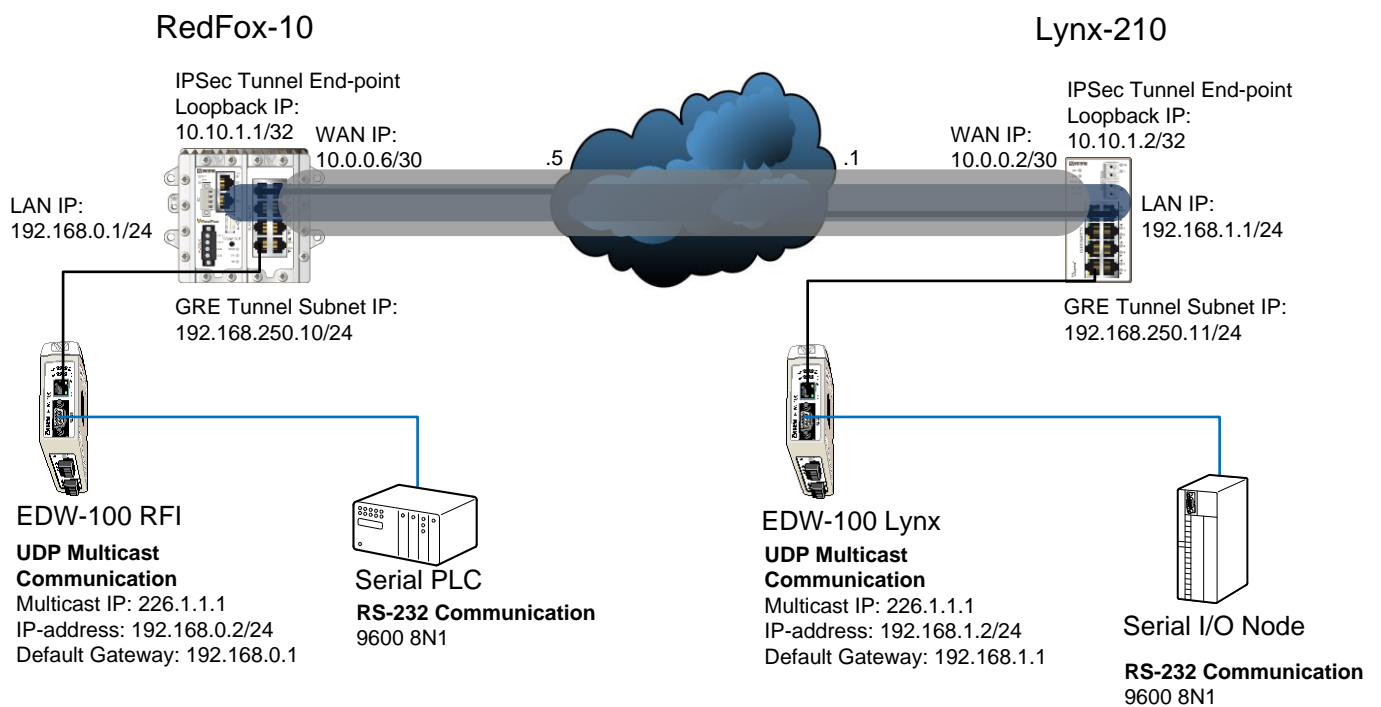 RedFox-10
Lynx-210
IPSec Tunnel End-point
Loopback IP:
10.10.1.1/32
WAN IP:
10.0.0.6/30
.5
.1
WAN IP:
10.0.0.2/30
IPSec Tunnel End-point
Loopback IP:
10.10.1.2/32
LAN IP:
192.168.0.1/24
LAN IP:
192.168.1.1/24
GRE Tunnel Subnet IP:
192.168.250.10/24
GRE Tunnel Subnet IP:
192.168.250.11/24
EDW-100 RFI
UDP Multicast
Communication
Multicast IP: 226.1.1.1
IP-address: 192.168.0.2/24
Default Gateway: 192.168.0.1
Serial PLC
RS-232 Communication
9600 8N1
EDW-100 Lynx
UDP Multicast
Communication
Multicast IP: 226.1.1.1
IP-address: 192.168.1.2/24
Default Gateway: 192.168.1.1
Serial I/O Node
RS-232 Communication
9600 8N1